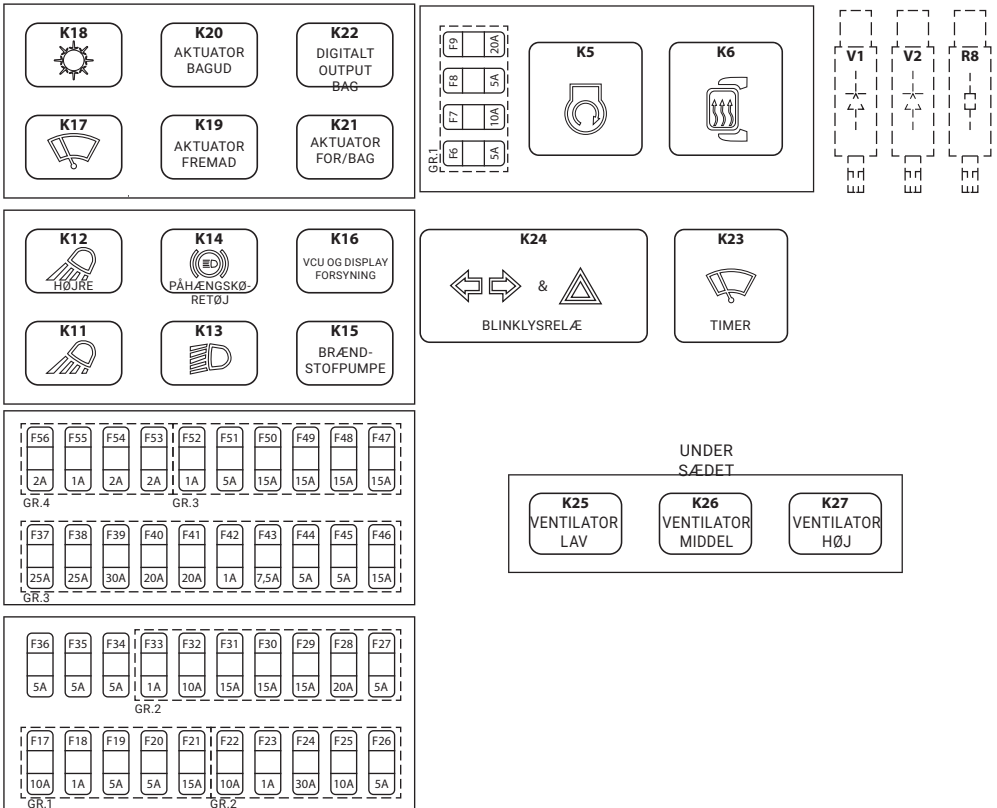 K18
K20
AKTUATOR
BAGUD
K22
DIGITALT
OUTPUT
BAG
K17
K19
AKTUATOR
FREMAD
K21
AKTUATOR
FOR/BAG
F9 20A
F8 5A
F7 10A
F6 5A
GR.1
K5
K6
V1
V2
R8
K12
HØJRE
K14
PÅHÆNGSKØ-
RETØJ
K16
VCU OG DISPLAY
FORSYNING
K11
K13
K15
BRÆND-
STOFPUMPE
K24
&
BLINKLYSRELÆ
K23
TIMER
F56 F55 F54 F53 F52 F51 F50 F49 F48 F47
2A 1A 2A 2A 1A 5A 15A 15A 15A 15A
GR.4 GR.3
F37 F38 F39 F40 F41 F42 F43 F44 F45 F46
25A 25A 30A 20A 20A 1A 7,5A 5A 5A 15A
GR.3
UNDER
SÆDET
K25
VENTILATOR
LAV
K26
VENTILATOR
MIDDEL
K27
VENTILATOR
HØJ
F36 F35 F34 F33 F32 F31 F30 F29 F28 F27
5A 5A 5A 1A 10A 15A 15A 15A 20A 5A
GR.2
F17 F18 F19 F20 F21 F22 F23 F24 F25 F26
10A 1A 5A 5A 15A 10A 1A 30A 10A 5A
GR.1 GR.2